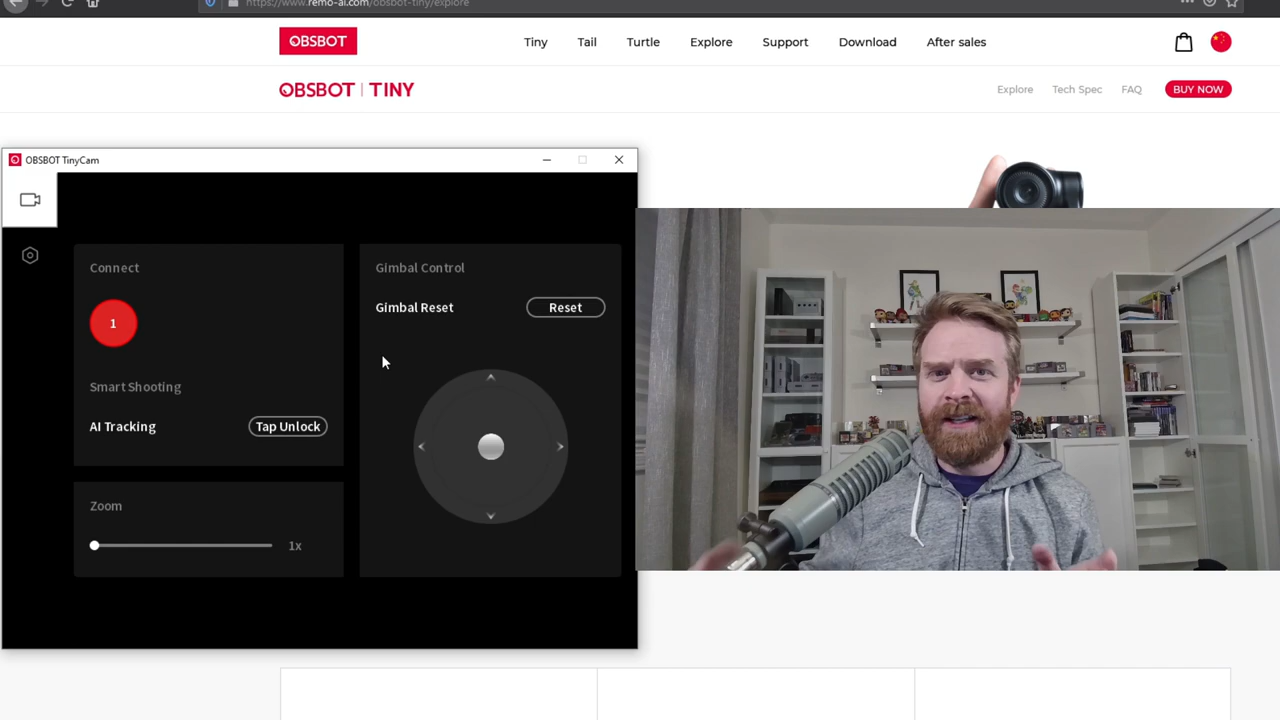 https://www.remo-ai.com/obsbot-tiny/explore
OBSBOT
Tiny
Tail
Turtle
Explore
Support
Download
After sales
OBSBOT | TINY
Explore
Tech Spec
FAQ
BUY NOW
OBSBOT TinyCam
Connect
1
Smart Shooting
AI Tracking
Tap Unlock
Zoom
1x
Gimbal Control
Gimbal Reset
Reset